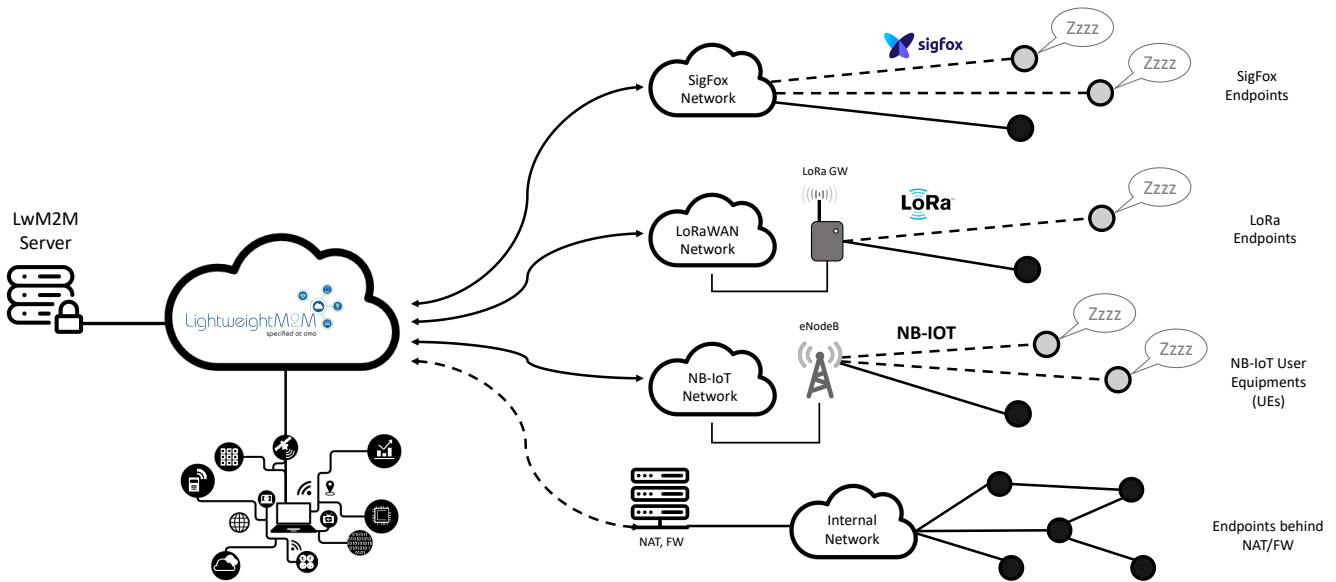 LwM2M
Server
LightweightM2M
specified at oma
SigFox
Network
sigfox
Zzzz
Zzzz
SigFox
Endpoints
LoRaWAN
Network
LoRa GW
LoRa
Zzzz
LoRa
Endpoints
NB-IoT
Network
eNodeB
NB-IOT
Zzzz
Zzzz
NB-IoT User
Equipments
(UEs)
NAT, FW
Internal
Network
Endpoints behind
NAT/FW